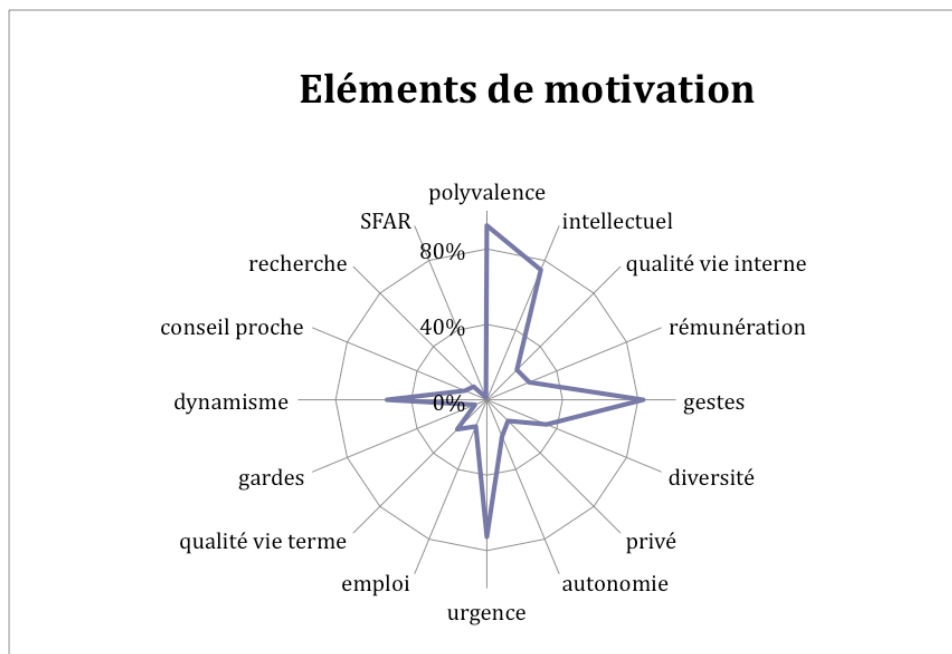 Eléments de motivation
polyvalence
SFAR
intellectuel
80%
recherche
qualité vie interne
40%
conseil proche
rémunération
dynamisme
0%
gestes
gardes
diversité
qualité vie terme
privé
emploi
autonomie
urgence